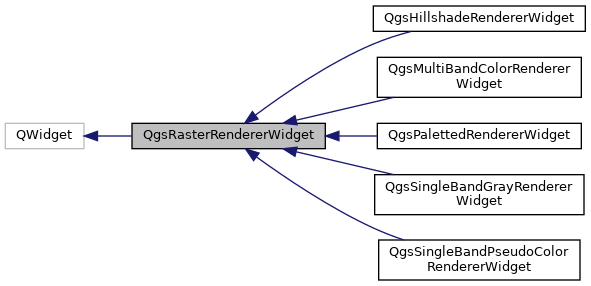 QgsHillshadeRendererWidget
QgsMultiBandColorRenderer
Widget
QWidget
QgsRasterRendererWidget
QgsPalettedRendererWidget
QgsSingleBandGrayRenderer
Widget
QgsSingleBandPseudoColor
RendererWidget